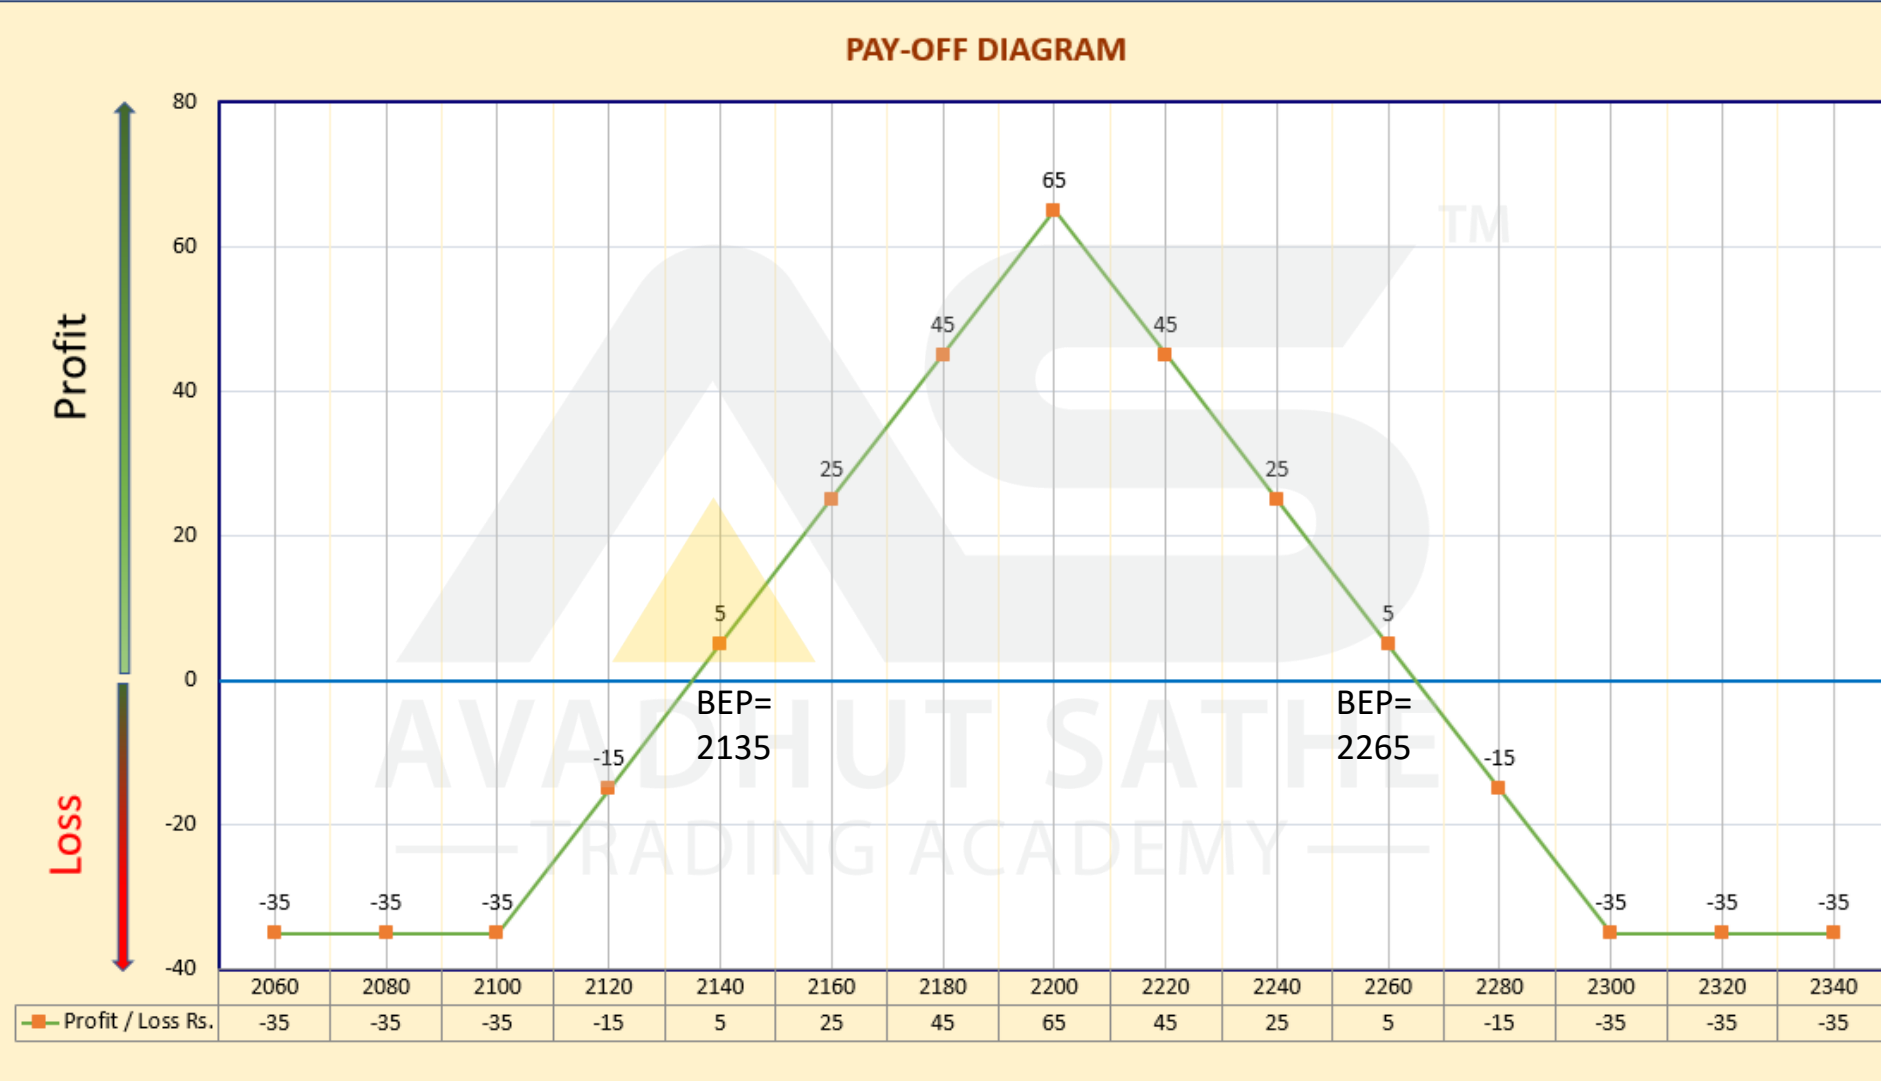 PAY-OFF DIAGRAM
80
60
40
20
0
-20
-40
Profit
Loss
TM
65
45
45
25
25
5
5
BEP=
2135
BEP=
2265
-15
-15
-35
-35
-35
-35
-35
-35
AVADHUT SATHE
TRADING ACADEMY
2060 2080 2100 2120 2140 2160 2180 2200 2220 2240 2260 2280 2300 2320 2340
Profit / Loss Rs. -35 -35 -35 -15 5 25 45 65 45 25 5 -15 -35 -35 -35